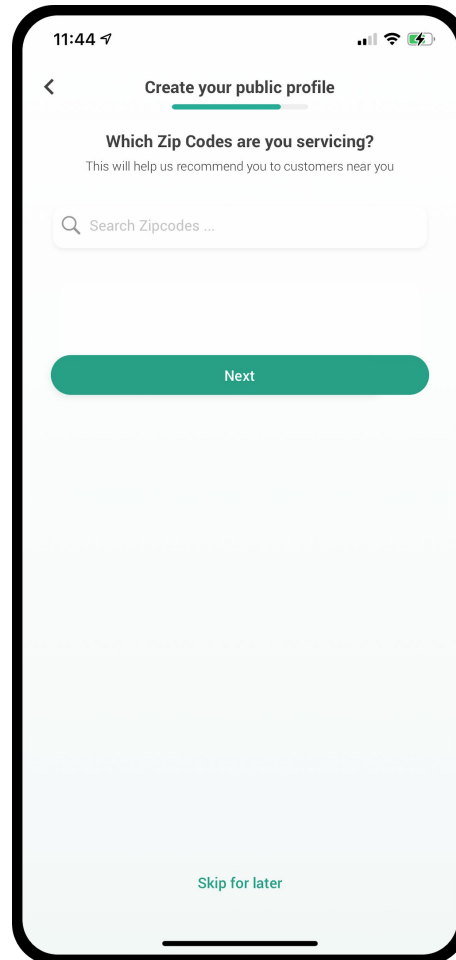 11:44
Create your public profile
Which Zip Codes are you servicing?
This will help us recommend you to customers near you
Search Zipcodes ...
Next
Skip for later